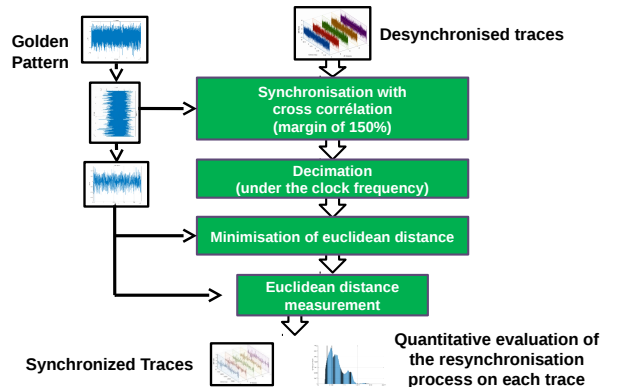 Golden
Pattern
Desynchronised traces
Synchronisation with
cross corrélation
(margin of 150%)
Decimation
(under the clock frequency)
Minimisation of euclidean distance
Euclidean distance
measurement
Synchronized Traces
Quantitative evaluation of
the resynchronisation
process on each trace